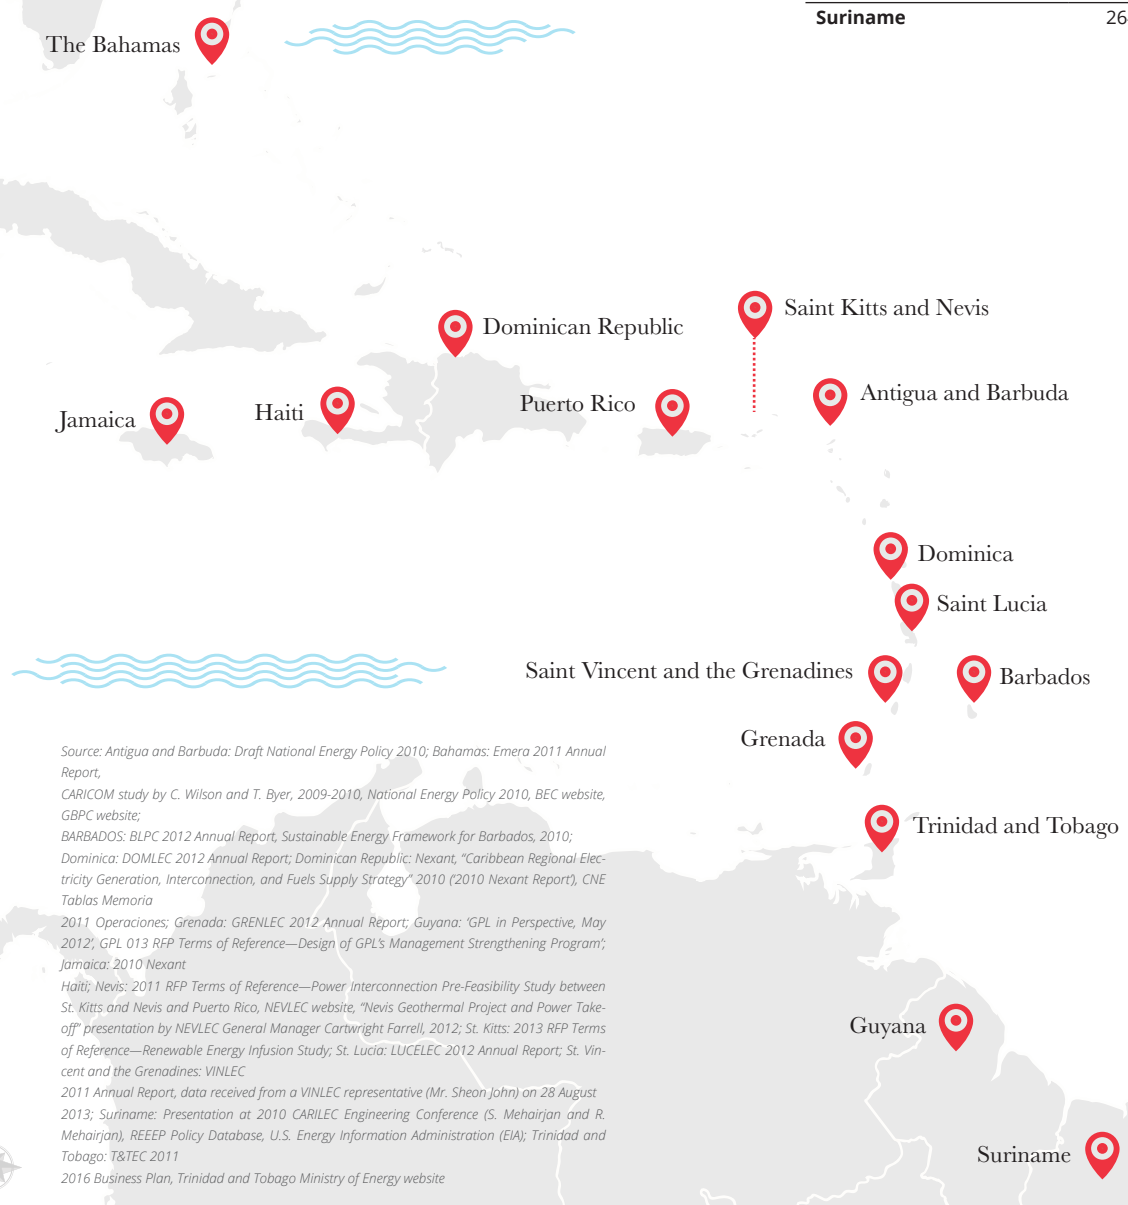 Suriname 26
The Bahamas
Saint Kitts and Nevis
Dominican Republic
Antigua and Barbuda
Puerto Rico
Haiti
Jamaica
Dominica
Saint Lucia
Saint Vincent and the Grenadines
Barbados
Grenada
Trinidad and Tobago
Guyana
Suriname
Source: Antigua and Barbuda: Draft National Energy Policy 2010; Bahamas: Emera 2011 Annual
Report,
CARICOM study by C. Wilson and T. Byer, 2009-2010, National Energy Policy 2010, BEC website,
GBPC website;
BARBADOS: BLPC 2012 Annual Report, Sustainable Energy Framework for Barbados, 2010;
Dominica: DOMLEC 2012 Annual Report; Dominican Republic: Nexant, “Caribbean Regional Elec-
tricity Generation, Interconnection, and Fuels Supply Strategy” 2010 (‘2010 Nexant Report’), CNE
Tablas Memoria
2011 Operaciones; Grenada: GRENLEC 2012 Annual Report; Guyana: ‘GPL in Perspective, May
2012’, GPL 013 RFP Terms of Reference—Design of GPL’s Management Strengthening Program’;
Jamaica: 2010 Nexant
Haiti; Nevis: 2011 RFP Terms of Reference—Power Interconnection Pre-Feasibility Study between
St. Kitts and Nevis and Puerto Rico, NEVLEC website, “Nevis Geothermal Project and Power Take-
off” presentation by NEVLEC General Manager Cartwright Farrell, 2012; St. Kitts: 2013 RFP Terms
of Reference—Renewable Energy Infusion Study; St. Lucia: LUCELEC 2012 Annual Report; St. Vin-
cent and the Grenadines: VINLEC
2011 Annual Report, data received from a VINLEC representative (Mr. Sheon John) on 28 August
2013; Suriname: Presentation at 2010 CARILEC Engineering Conference (S. Mehairjan and R.
Mehairjan), REEEP Policy Database, U.S. Energy Information Administration (EIA); Trinidad and
Tobago: T&TEC 2011
2016 Business Plan, Trinidad and Tobago Ministry of Energy website